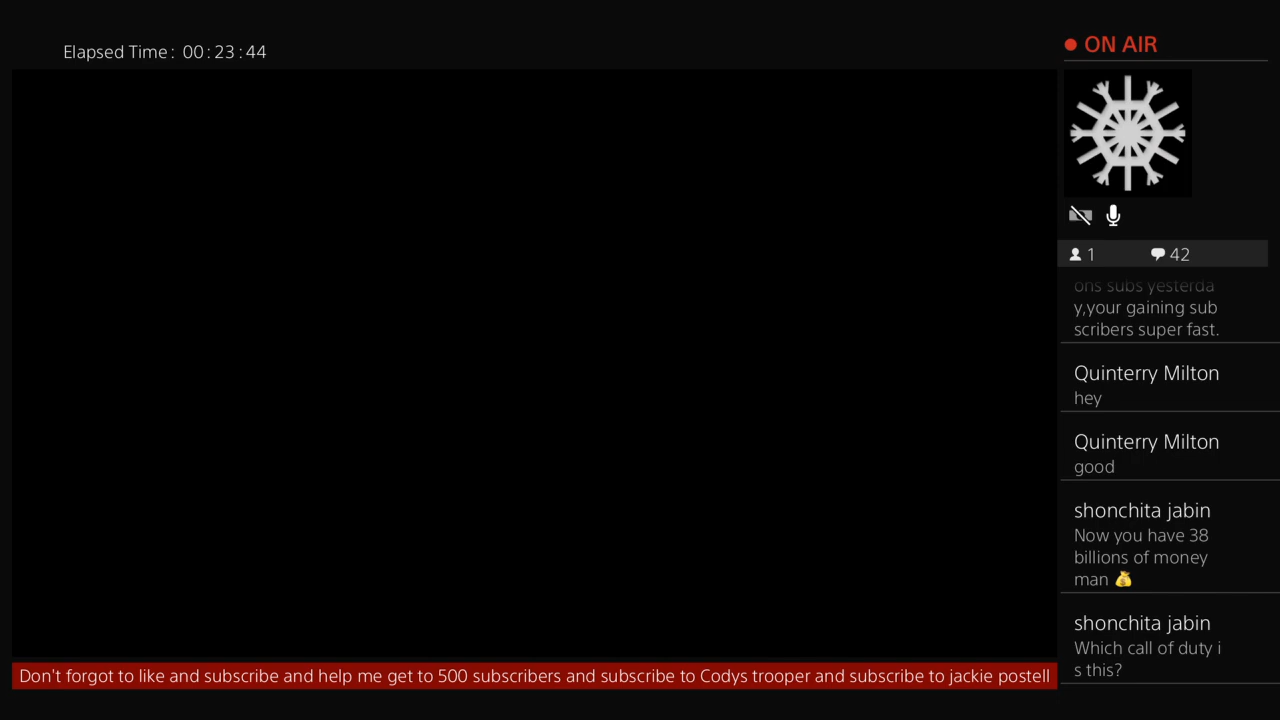 Elapsed Time: 00:23:44
ON AIR
1 42
ons subs yesterda
y,your gaining sub
scribers super fast.
Quinterry Milton
hey
Quinterry Milton
good
shonchita jabin
Now you have 38
billions of money
man 💰
shonchita jabin
Which call of duty i
s this?
Don't forgot to like and subscribe and help me get to 500 subscribers and subscribe to Codys trooper and subscribe to jackie postell